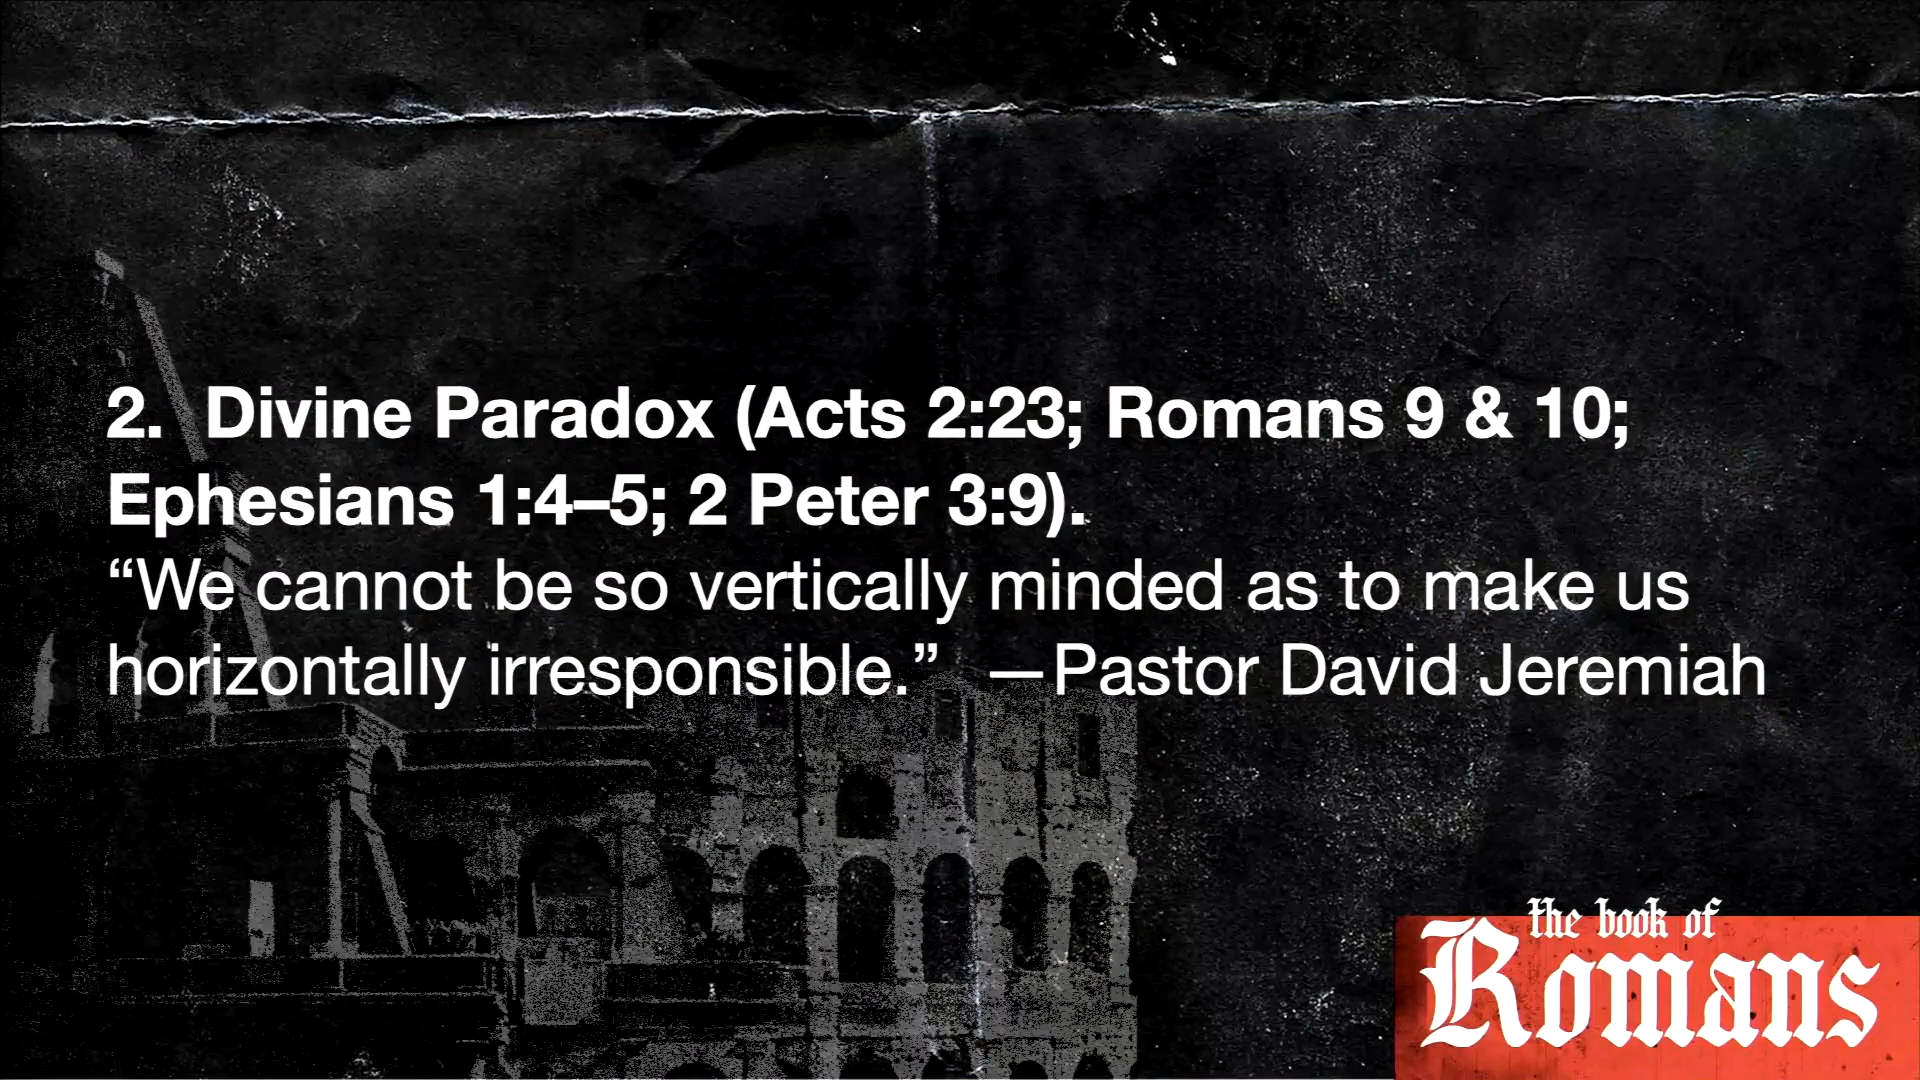 2. Divine Paradox (Acts 2:23; Romans 9 & 10;
Ephesians 1:4–5; 2 Peter 3:9).
“We cannot be so vertically minded as to make us
horizontally irresponsible.” —Pastor David Jeremiah
the book of
Romans